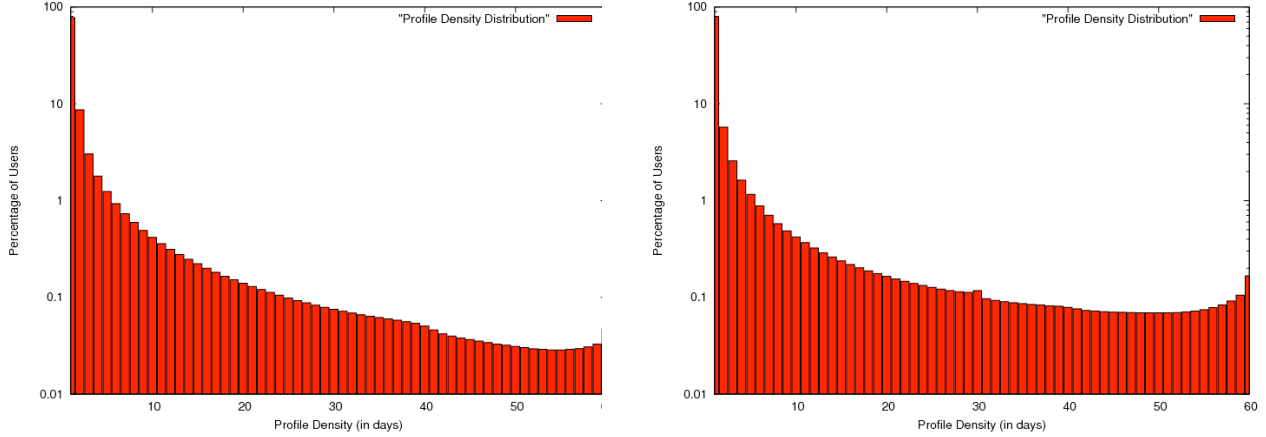 100
10
1
0.1
0.01
Percentage of Users
"Profile Density Distribution"
10 20 30 40 50
Profile Density (in days)
100
10
1
0.1
0.01
Percentage of Users
"Profile Density Distribution"
10 20 30 40 50 60
Profile Density (in days)